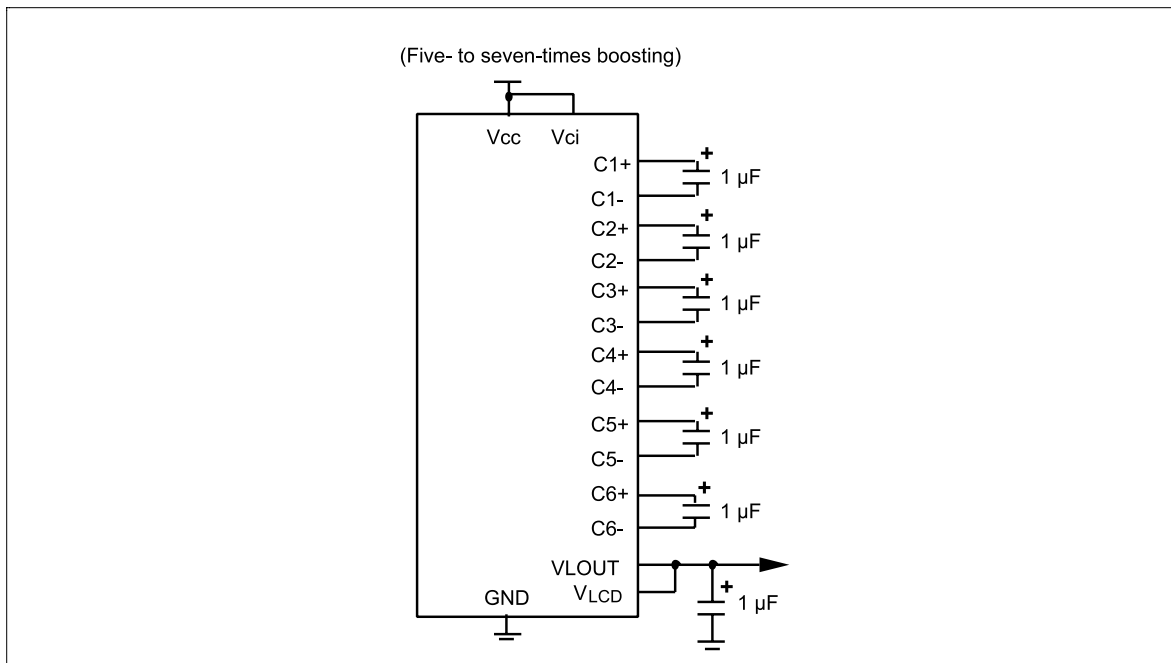 (Five- to seven-times boosting)
Vcc Vci
C1+
+
1 µF
C1-
C2+
+
1 µF
C2-
C3+
+
1 µF
C3-
C4+
+
1 µF
C4-
C5+
+
1 µF
C5-
C6+
+
1 µF
C6-
VLOUT
VLCD
+
1 µF
GND